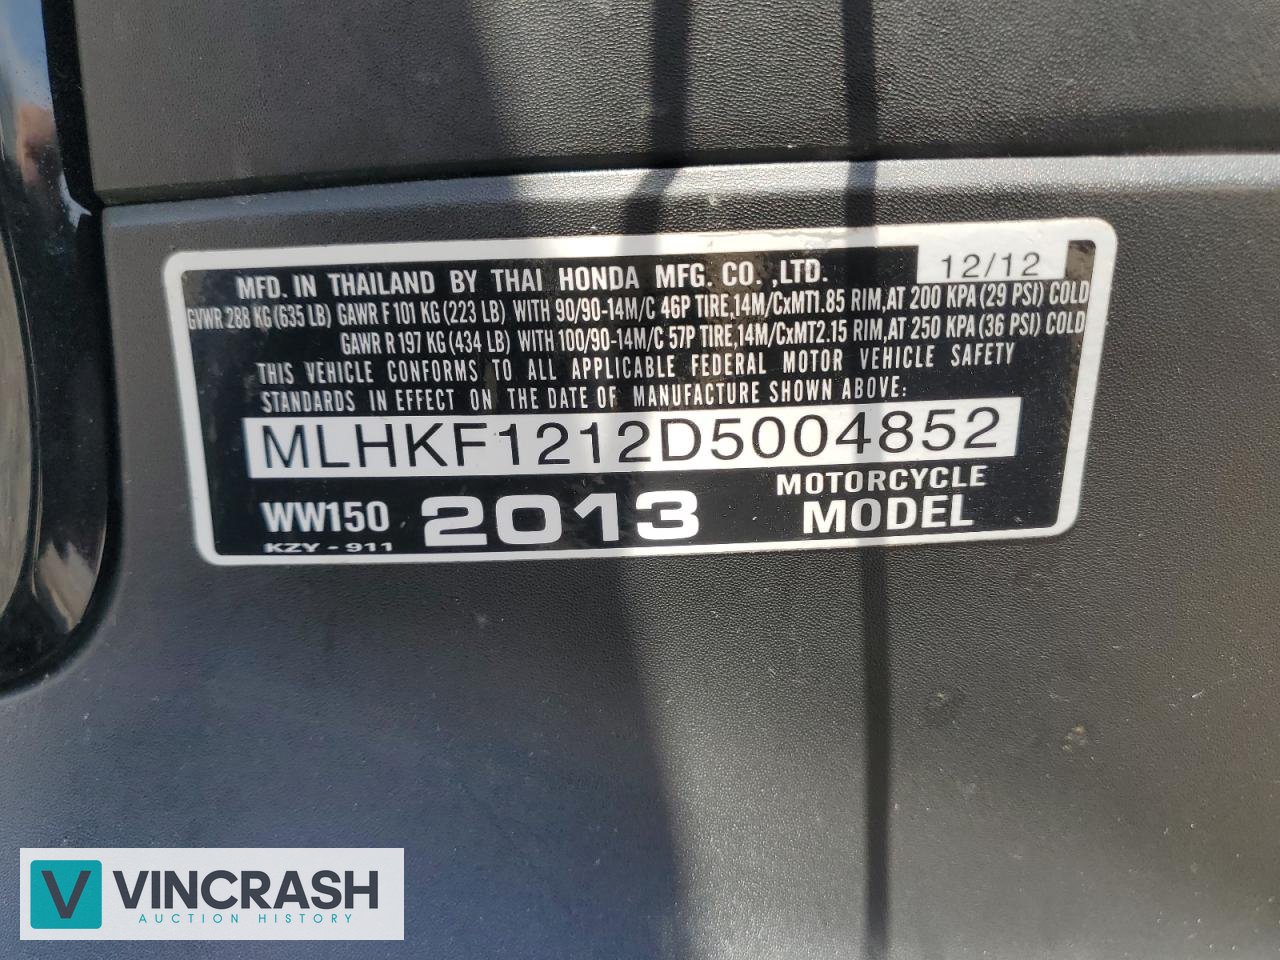 MFD. IN THAILAND BY THAI HONDA MFG. CO. ,LTD. 12/12
GVWR 288 KG (635 LB) GAWR F 101 KG (223 LB) WITH 90/90-14M/C 46P TIRE,14M/CxMT1.85 RIM,AT 200 KPA (29 PSI) COLD
GAWR R 197 KG (434 LB) WITH 100/90-14M/C 57P TIRE,14M/CxMT2.15 RIM,AT 250 KPA (36 PSI) COLD
THIS VEHICLE CONFORMS TO ALL APPLICABLE FEDERAL MOTOR VEHICLE SAFETY
STANDARDS IN EFFECT ON THE DATE OF MANUFACTURE SHOWN ABOVE:
MLHKF1212D5004852
WW150 2013 MOTORCYCLE MODEL
KZY - 911
V VINCRASH
AUCTION HISTORY